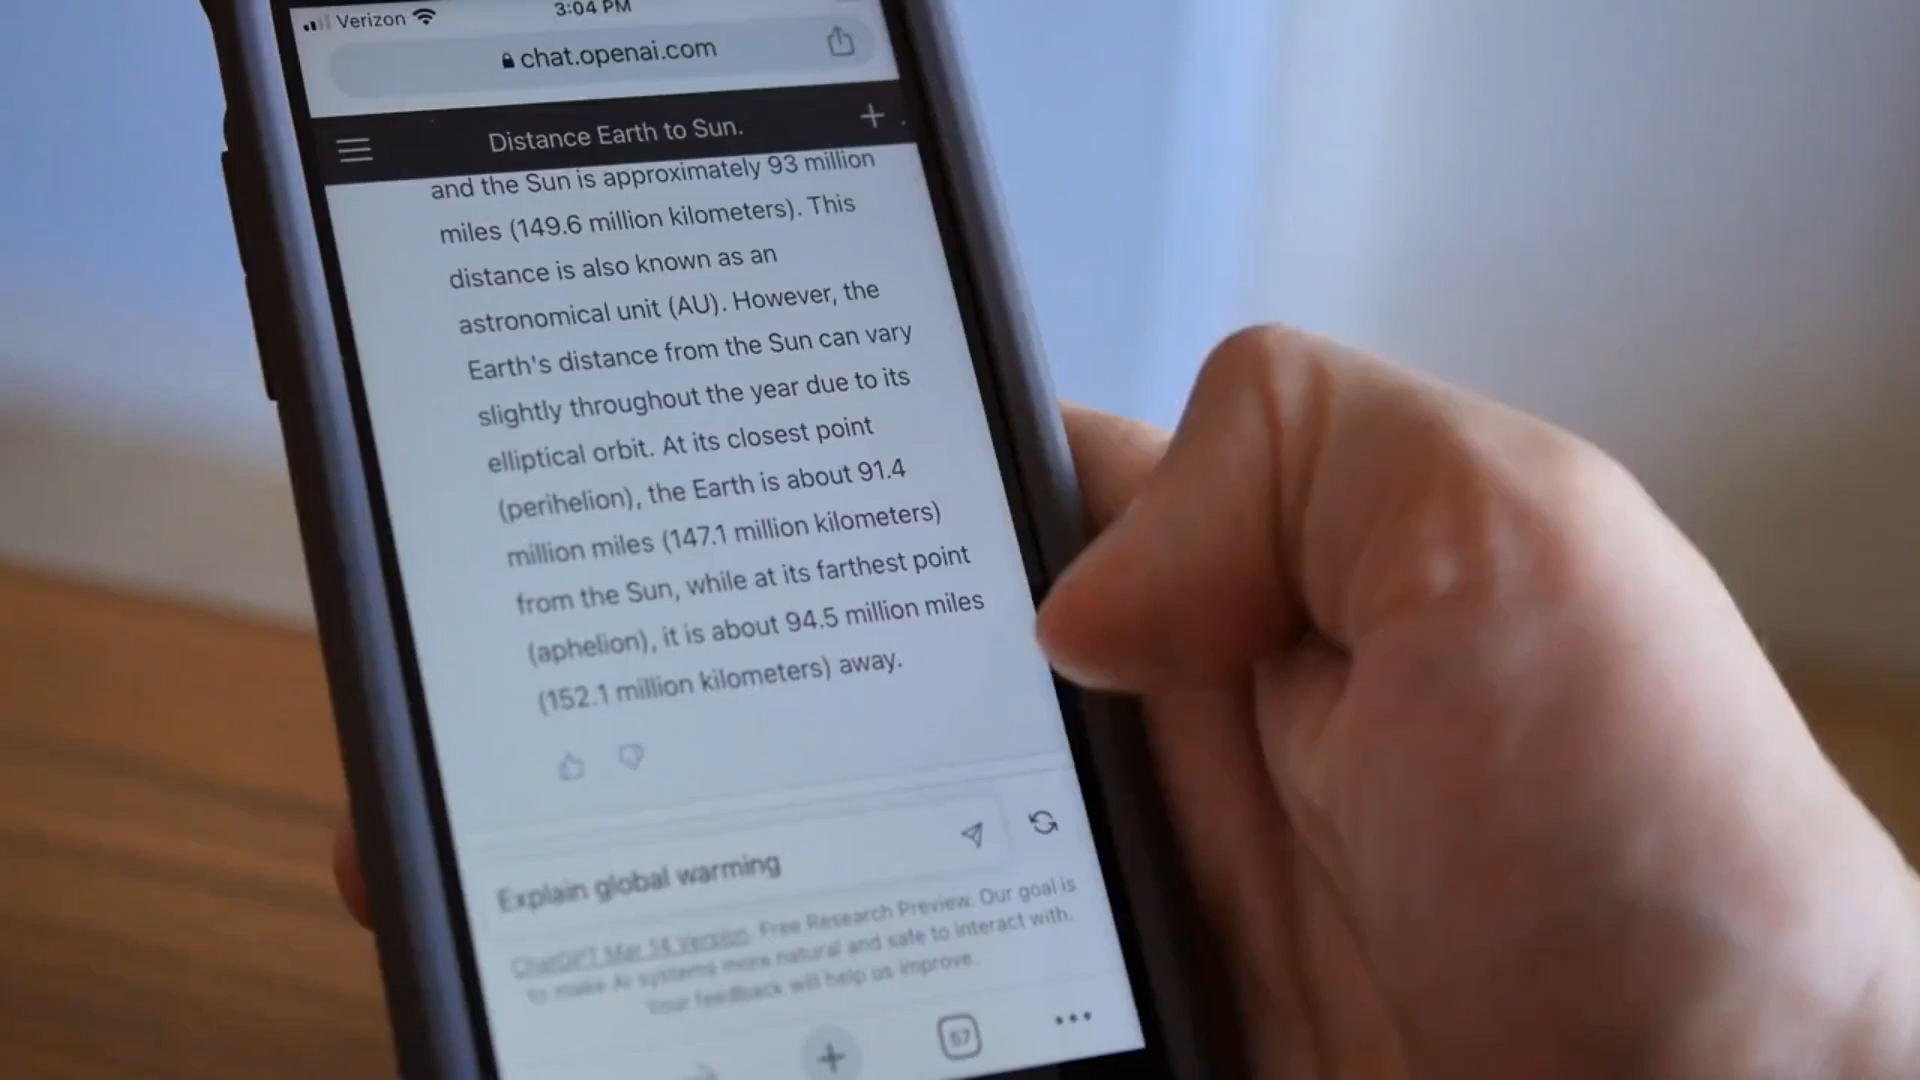 Verizon 3:04 PM
chat.openai.com
Distance Earth to Sun.
and the Sun is approximately 93 million
miles (149.6 million kilometers). This
distance is also known as an
astronomical unit (AU). However, the
Earth's distance from the Sun can vary
slightly throughout the year due to its
elliptical orbit. At its closest point
(perihelion), the Earth is about 91.4
million miles (147.1 million kilometers)
from the Sun, while at its farthest point
(aphelion), it is about 94.5 million miles
(152.1 million kilometers) away.
Explain global warming
ChatGPT Mar 14 Version. Free Research Preview. Our goal is
to make AI systems more natural and safe to interact with.
Your feedback will help us improve.
57